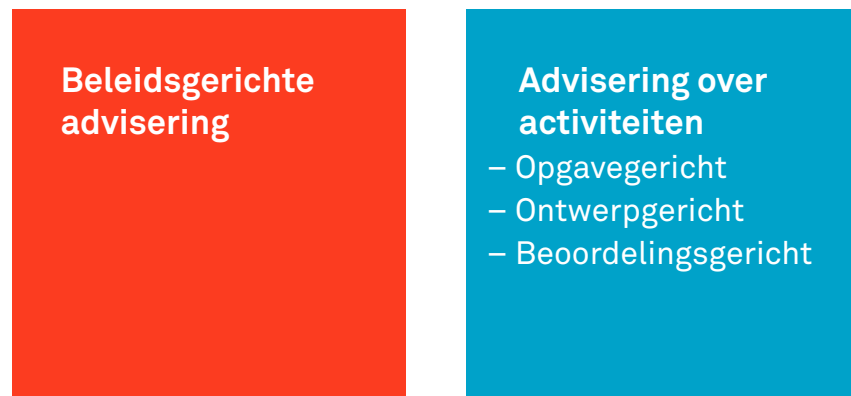 Beleidsgerichte
advisering
Advisering over
activiteiten
– Opgavegericht
– Ontwerpgericht
– Beoordelingsgericht